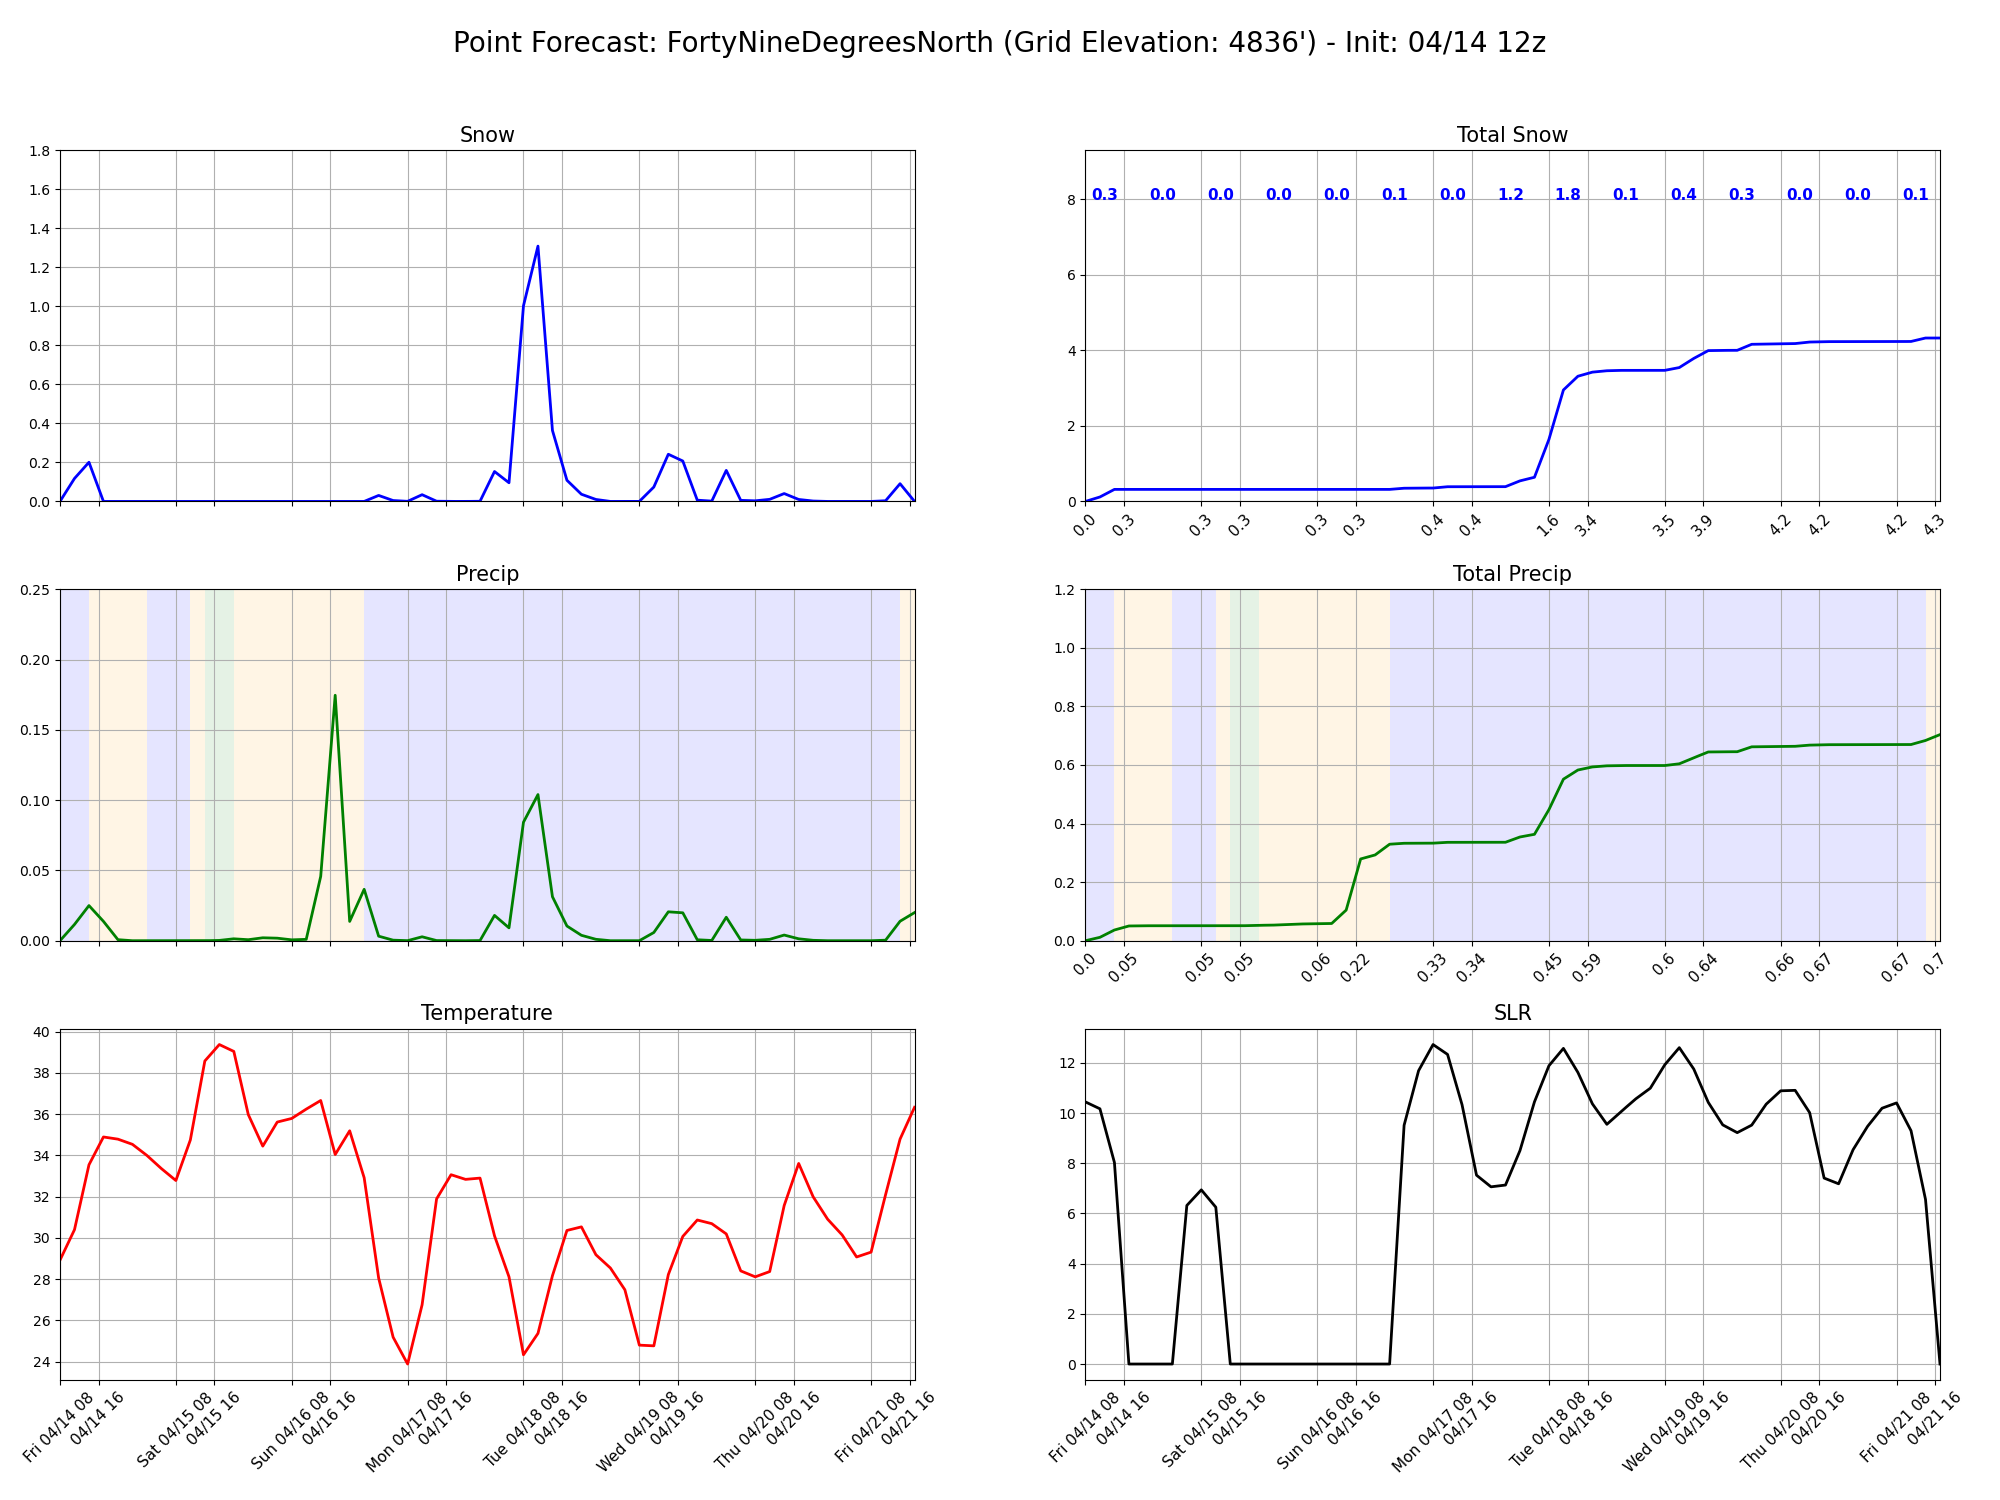 Point Forecast: FortyNineDegreesNorth (Grid Elevation: 4836') - Init: 04/14 12z
Snow
1.8
1.6
1.4
1.2
1.0
0.8
0.6
0.4
0.2
0.0
Total Snow
8
6
4
2
0
0.3 0.0 0.0 0.0 0.0 0.1 0.0 1.2 1.8 0.1 0.4 0.3 0.0 0.0 0.1
0.0 0.3 0.3 0.3 0.3 0.3 0.4 0.4 1.6 3.4 3.5 3.9 4.2 4.2 4.2 4.3
Precip
0.25
0.20
0.15
0.10
0.05
0.00
Total Precip
1.2
1.0
0.8
0.6
0.4
0.2
0.0
0.0 0.05 0.05 0.05 0.06 0.22 0.33 0.34 0.45 0.59 0.6 0.64 0.66 0.67 0.67 0.7
Temperature
40
38
36
34
32
30
28
26
24
Fri 04/14 08
04/14 16
Sat 04/15 08
04/15 16
Sun 04/16 08
04/16 16
Mon 04/17 08
04/17 16
Tue 04/18 08
04/18 16
Wed 04/19 08
04/19 16
Thu 04/20 08
04/20 16
Fri 04/21 08
04/21 16
SLR
12
10
8
6
4
2
0
Fri 04/14 08
04/14 16
Sat 04/15 08
04/15 16
Sun 04/16 08
04/16 16
Mon 04/17 08
04/17 16
Tue 04/18 08
04/18 16
Wed 04/19 08
04/19 16
Thu 04/20 08
04/20 16
Fri 04/21 08
04/21 16